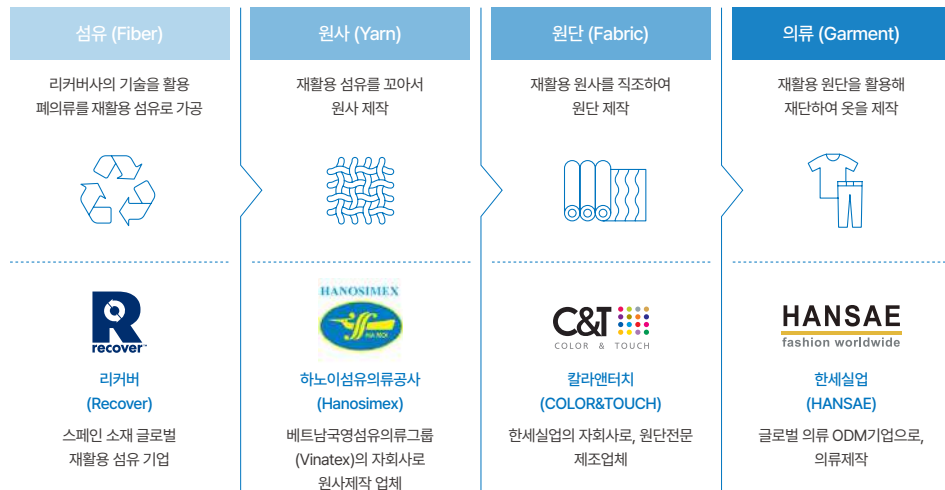 섬유 (Fiber)
리커버사의 기술을 활용
폐의류를 재활용 섬유로 가공
recover™
리커버
(Recover)
스페인 소재 글로벌
재활용 섬유 기업
원사 (Yarn)
재활용 섬유를 꼬아서
원사 제작
HANOSIMEX
하노이섬유의류공사
(Hanosimex)
베트남국영섬유의류그룹
(Vinatex)의 자회사로
원사제작 업체
원단 (Fabric)
재활용 원사를 직조하여
원단 제작
C&T
COLOR & TOUCH
칼라앤터치
(COLOR&TOUCH)
한세실업의 자회사로, 원단전문
제조업체
의류 (Garment)
재활용 원단을 활용해
재단하여 옷을 제작
HANSAE
fashion worldwide
한세실업
(HANSAE)
글로벌 의류 ODM기업으로,
의류제작